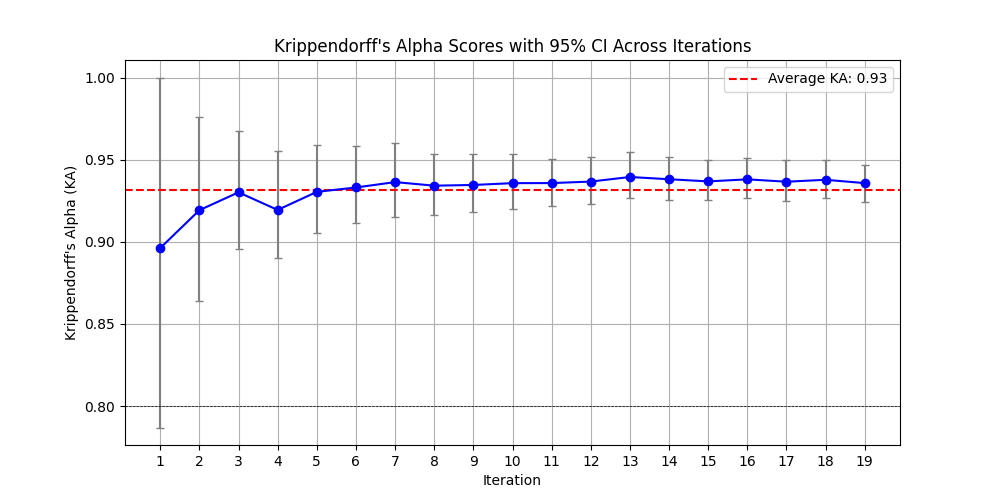 Krippendorff's Alpha Scores with 95% CI Across Iterations
Average KA: 0.93
Krippendorff's Alpha (KA)
1.00
0.95
0.90
0.85
0.80
1 2 3 4 5 6 7 8 9 10 11 12 13 14 15 16 17 18 19
Iteration